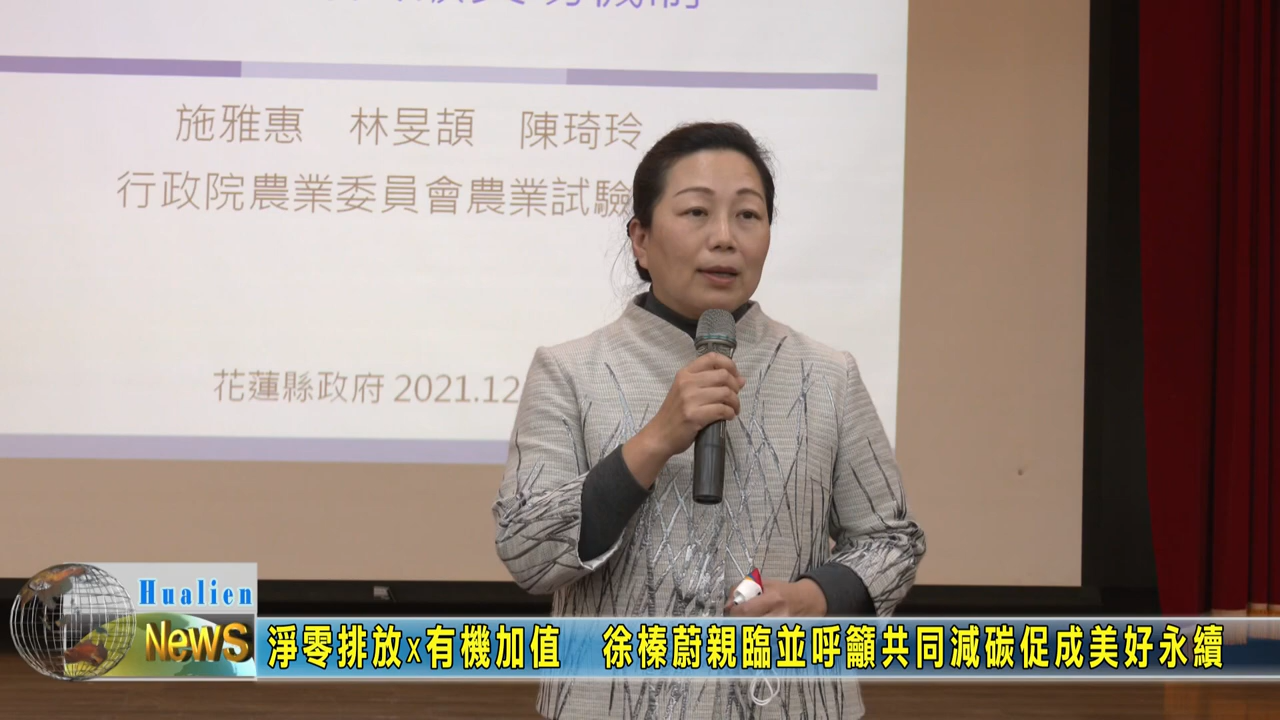 施雅惠 林旻頡 陳琦玲
行政院農業委員會農業試驗
花蓮縣政府 2021.12
Hualien
News
淨零排放x有機加值 徐榛蔚親臨並呼籲共同減碳促成美好永續